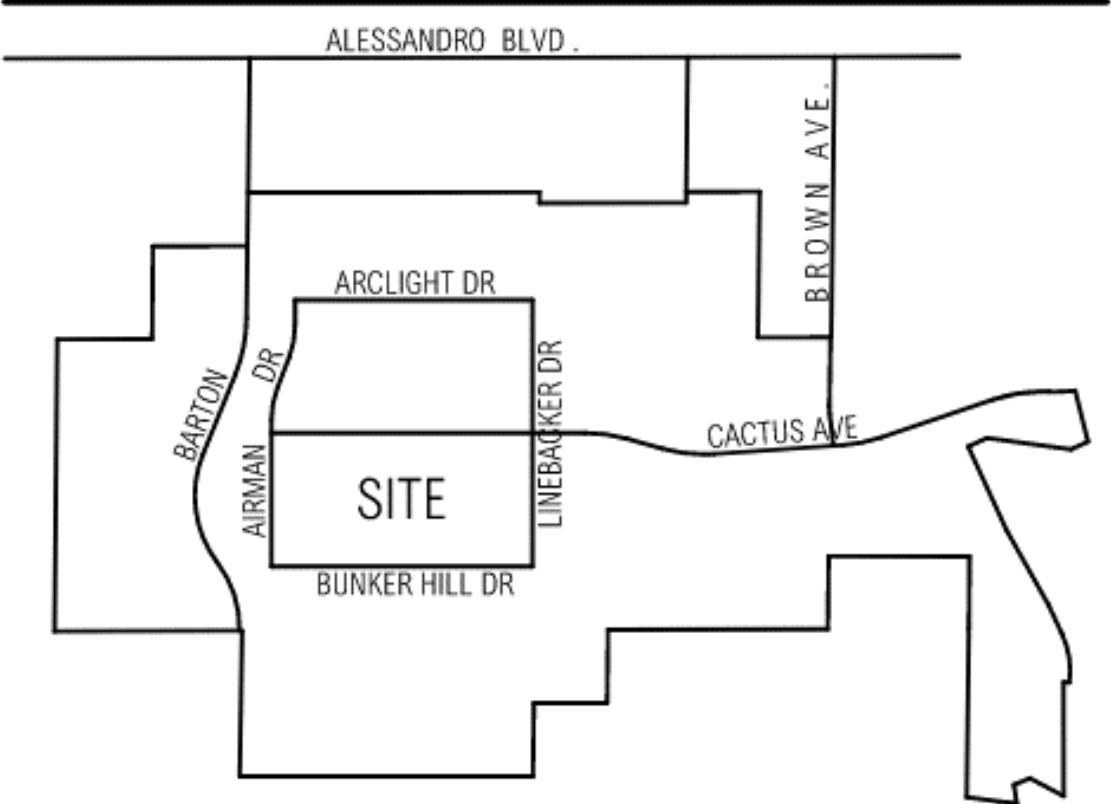 ALESSANDRO BLVD.
BROWN AVE.
ARCLIGHT DR
BARTON
AIRMAN DR
LINEBACKER DR
CACTUS AVE
SITE
BUNKER HILL DR